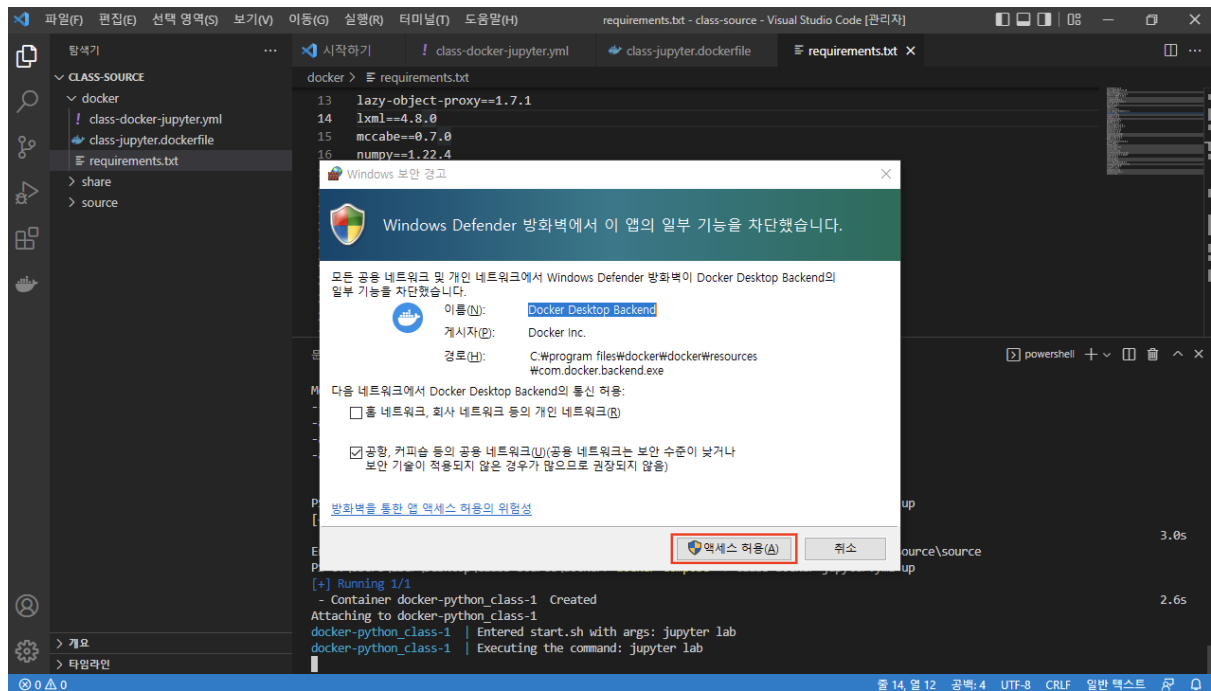 파일(F) 편집(E) 선택 영역(S) 보기(V) 이동(G) 실행(R) 터미널(T) 도움말(H) requirements.txt - class-source - Visual Studio Code [관리자]
탐색기
시작하기 ! class-docker-jupyter.yml class-jupyter.dockerfile requirements.txt
CLASS-SOURCE
docker > requirements.txt
docker
! class-docker-jupyter.yml
class-jupyter.dockerfile
requirements.txt
share
source
13 lazy-object-proxy==1.7.1
14 lxml==4.8.0
15 mccabe==0.7.0
16 numpy==1.22.4
Windows 보안 경고
Windows Defender 방화벽에서 이 앱의 일부 기능을 차단했습니다.
모든 공용 네트워크 및 개인 네트워크에서 Windows Defender 방화벽이 Docker Desktop Backend의
일부 기능을 차단했습니다.
이름(N): Docker Desktop Backend
게시자(P): Docker Inc.
경로(H): C:₩program files₩docker₩docker₩resources
₩com.docker.backend.exe
다음 네트워크에서 Docker Desktop Backend의 통신 허용:
홈 네트워크, 회사 네트워크 등의 개인 네트워크(R)
공항, 커피숍 등의 공용 네트워크(U)(공용 네트워크는 보안 수준이 낮거나
보안 기술이 적용되지 않은 경우가 많으므로 권장되지 않음)
방화벽을 통한 앱 액세스 허용의 위험성
액세스 허용(A) 취소
powershell
up
3.0s
ource\source
up
[+] Running 1/1
- Container docker-python_class-1 Created 2.6s
Attaching to docker-python_class-1
docker-python_class-1 | Entered start.sh with args: jupyter lab
docker-python_class-1 | Executing the command: jupyter lab
개요
타임라인
0 0 줄 14, 열 12 공백: 4 UTF-8 CRLF 일반 텍스트